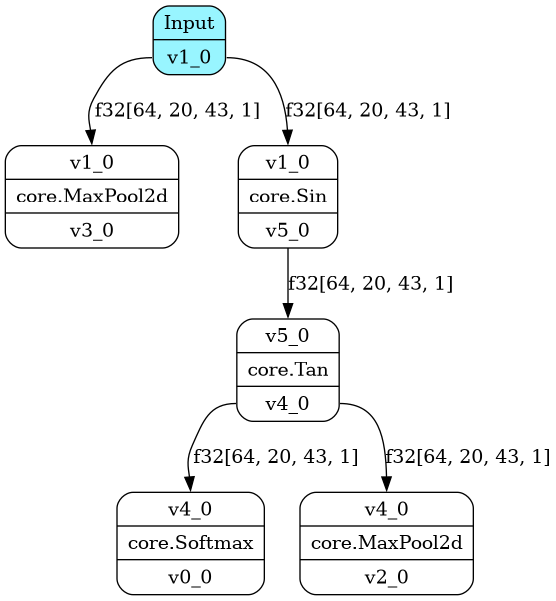 Input
v1_0
f32[64, 20, 43, 1]
f32[64, 20, 43, 1]
v1_0
core.MaxPool2d
v3_0
v1_0
core.Sin
v5_0
f32[64, 20, 43, 1]
v5_0
core.Tan
v4_0
f32[64, 20, 43, 1]
f32[64, 20, 43, 1]
v4_0
core.Softmax
v0_0
v4_0
core.MaxPool2d
v2_0